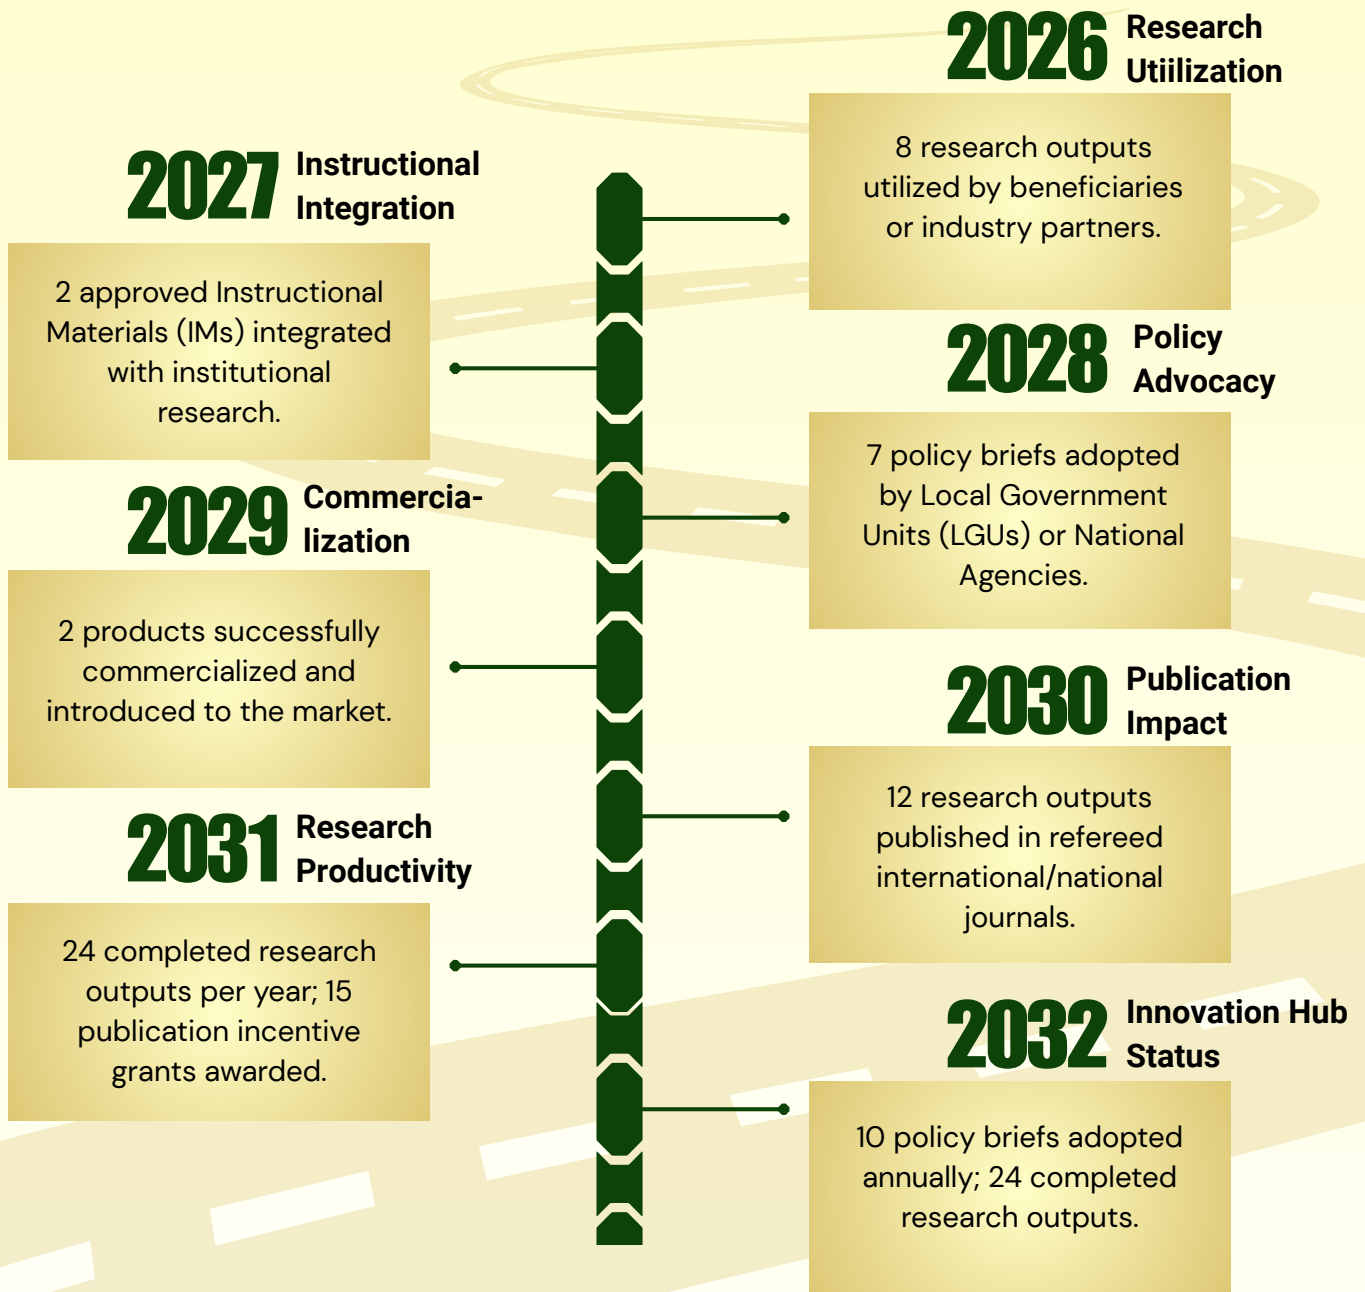 2026
Research
Utiilization
8 research outputs
utilized by beneficiaries
or industry partners.
2027
Instructional
Integration
2 approved Instructional
Materials (IMs) integrated
with institutional
research.
2028
Policy
Advocacy
7 policy briefs adopted
by Local Government
Units (LGUs) or National
Agencies.
2029
Commercia-
lization
2 products successfully
commercialized and
introduced to the market.
2030
Publication
Impact
12 research outputs
published in refereed
international/national
journals.
2031
Research
Productivity
24 completed research
outputs per year; 15
publication incentive
grants awarded.
2032
Innovation Hub
Status
10 policy briefs adopted
annually; 24 completed
research outputs.